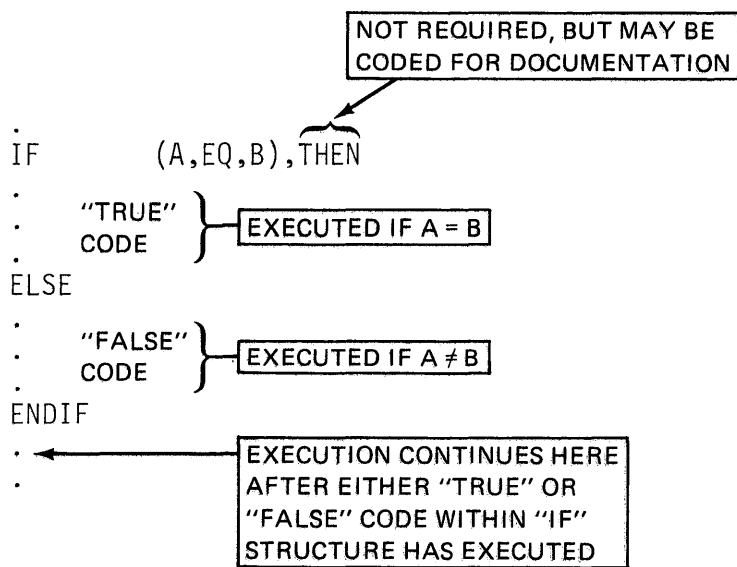 NOT REQUIRED, BUT MAY BE
CODED FOR DOCUMENTATION
.
IF (A,EQ,B),THEN
.
. "TRUE"
. CODE
EXECUTED IF A = B
ELSE
.
. "FALSE"
. CODE
EXECUTED IF A ≠ B
ENDIF
.
.
EXECUTION CONTINUES HERE
AFTER EITHER "TRUE" OR
"FALSE" CODE WITHIN "IF"
STRUCTURE HAS EXECUTED